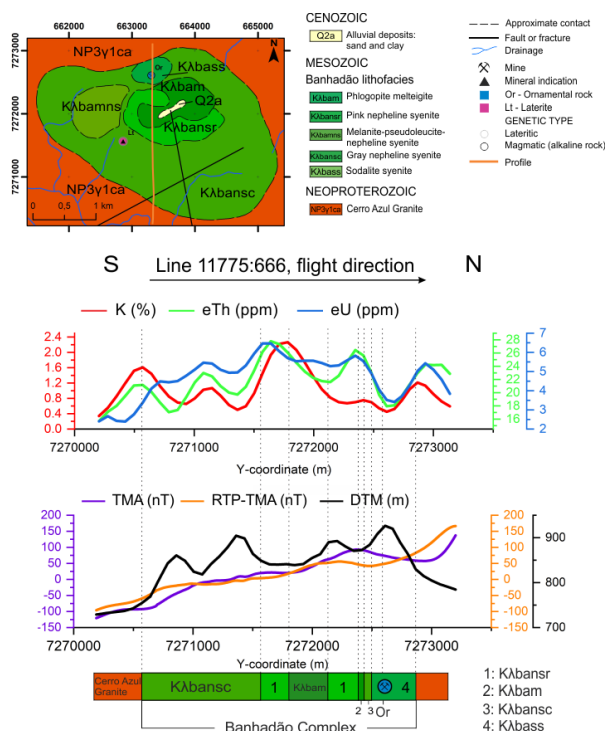 662000 663000 664000 665000
7273000
7272000
7271000
NP3γ1ca
Or
Kλbass
Kλbam
Q2a
Kλbamns
Lt
Kλbansr
NP3γ1ca
Kλbansc
0 0,5 1 km
N
CENOZOIC
Q2a Alluvial deposits:
sand and clay
MESOZOIC
Banhadão lithofacies
Kλbam Phlogopite melteigite
Kλbansr Pink nepheline syenite
Kλbamns Melanite-pseudoleucite-
nepheline syenite
Kλbansc Gray nepheline syenite
Kλbass Sodalite syenite
NEOPROTEROZOIC
NP3γ1ca Cerro Azul Granite
Approximate contact
Fault or fracture
Drainage
Mine
Mineral indication
Or - Ornamental rock
Lt - Laterite
GENETIC TYPE
Lateritic
Magmatic (alkaline rock)
Profile
S Line 11775:666, flight direction N
K (%) eTh (ppm) eU (ppm)
2.4
2.0
1.6
1.2
0.8
0.4
0.0
28
26
24
22
20
18
16
7
6
5
4
3
2
7270000 7271000 7272000 7273000
Y-coordinate (m)
TMA (nT) RTP-TMA (nT) DTM (m)
200
150
100
50
0
-50
-100
-150
200
150
100
50
0
-50
-100
-150
900
800
700
7270000 7271000 7272000 7273000
Y-coordinate (m)
Cerro Azul
Granite
Kλbansc 1 Kλbam 1 4
2 3 Or
Banhadão Complex
1: Kλbansr
2: Kλbam
3: Kλbansc
4: Kλbass